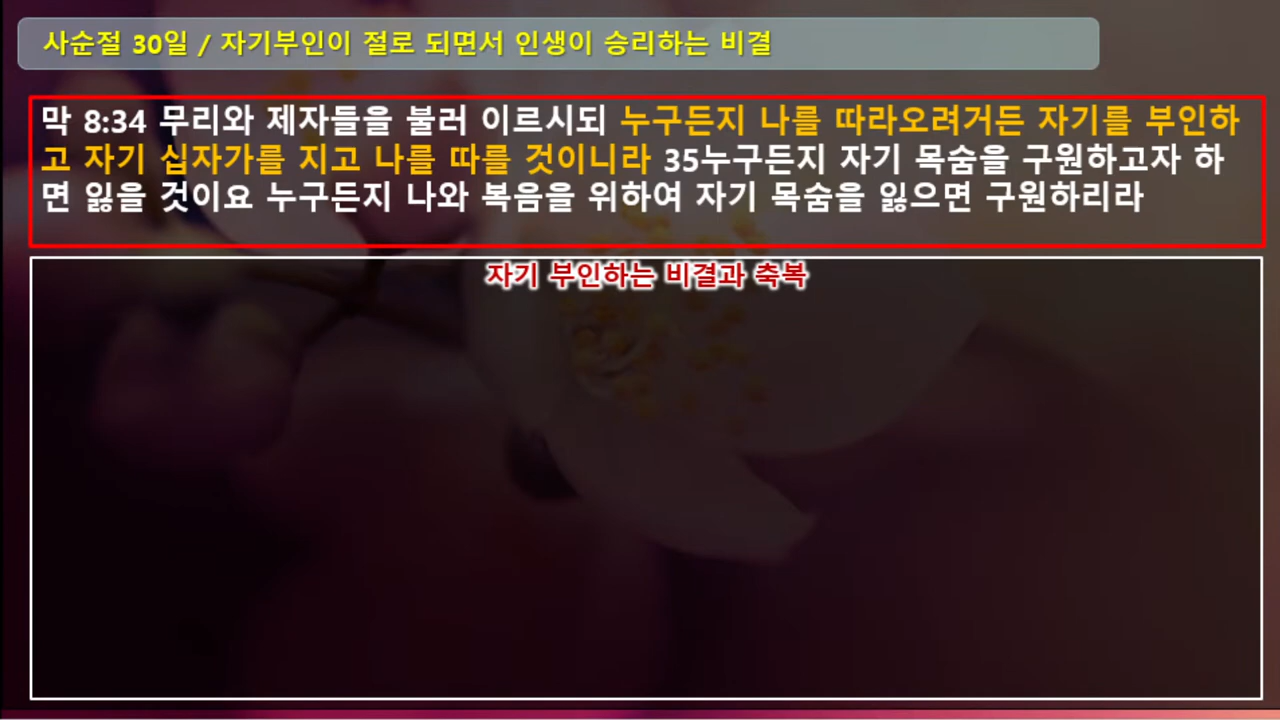 사순절 30일 / 자기부인이 절로 되면서 인생이 승리하는 비결
막 8:34 무리와 제자들을 불러 이르시되 누구든지 나를 따라오려거든 자기를 부인하
고 자기 십자가를 지고 나를 따를 것이니라 35누구든지 자기 목숨을 구원하고자 하
면 잃을 것이요 누구든지 나와 복음을 위하여 자기 목숨을 잃으면 구원하리라
자기 부인하는 비결과 축복